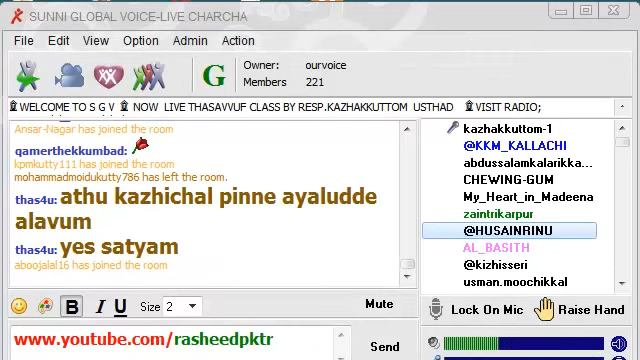 SUNNI GLOBAL VOICE-LIVE CHARCHA
File Edit View Option Admin Action
G
Owner: ourvoice
Members 221
WELCOME TO S G V NOW LIVE THASAVVUF CLASS BY RESP.KAZHAKKUTTOM USTHAD VISIT RADIO;
Ansar-Nagar has joined the room
qamerthekkumbad:
kpmkutty111 has joined the room
mohammadmoidukutty786 has left the room.
thas4u: athu kazhichal pinne ayaludde
alavum
thas4u: yes satyam
aboojalal16 has joined the room
kazhakkuttom-1
@KKM_KALLACHI
abdussalamkalarikka...
CHEWING-GUM
My_Heart_in_Madeena
zaintrikarpur
@HUSAINRINU
AL_BASITH
@kizhisseri
usman.moochikkal
B I U Size 2
Mute
Lock On Mic Raise Hand
www.youtube.com/rasheedpktr
Send